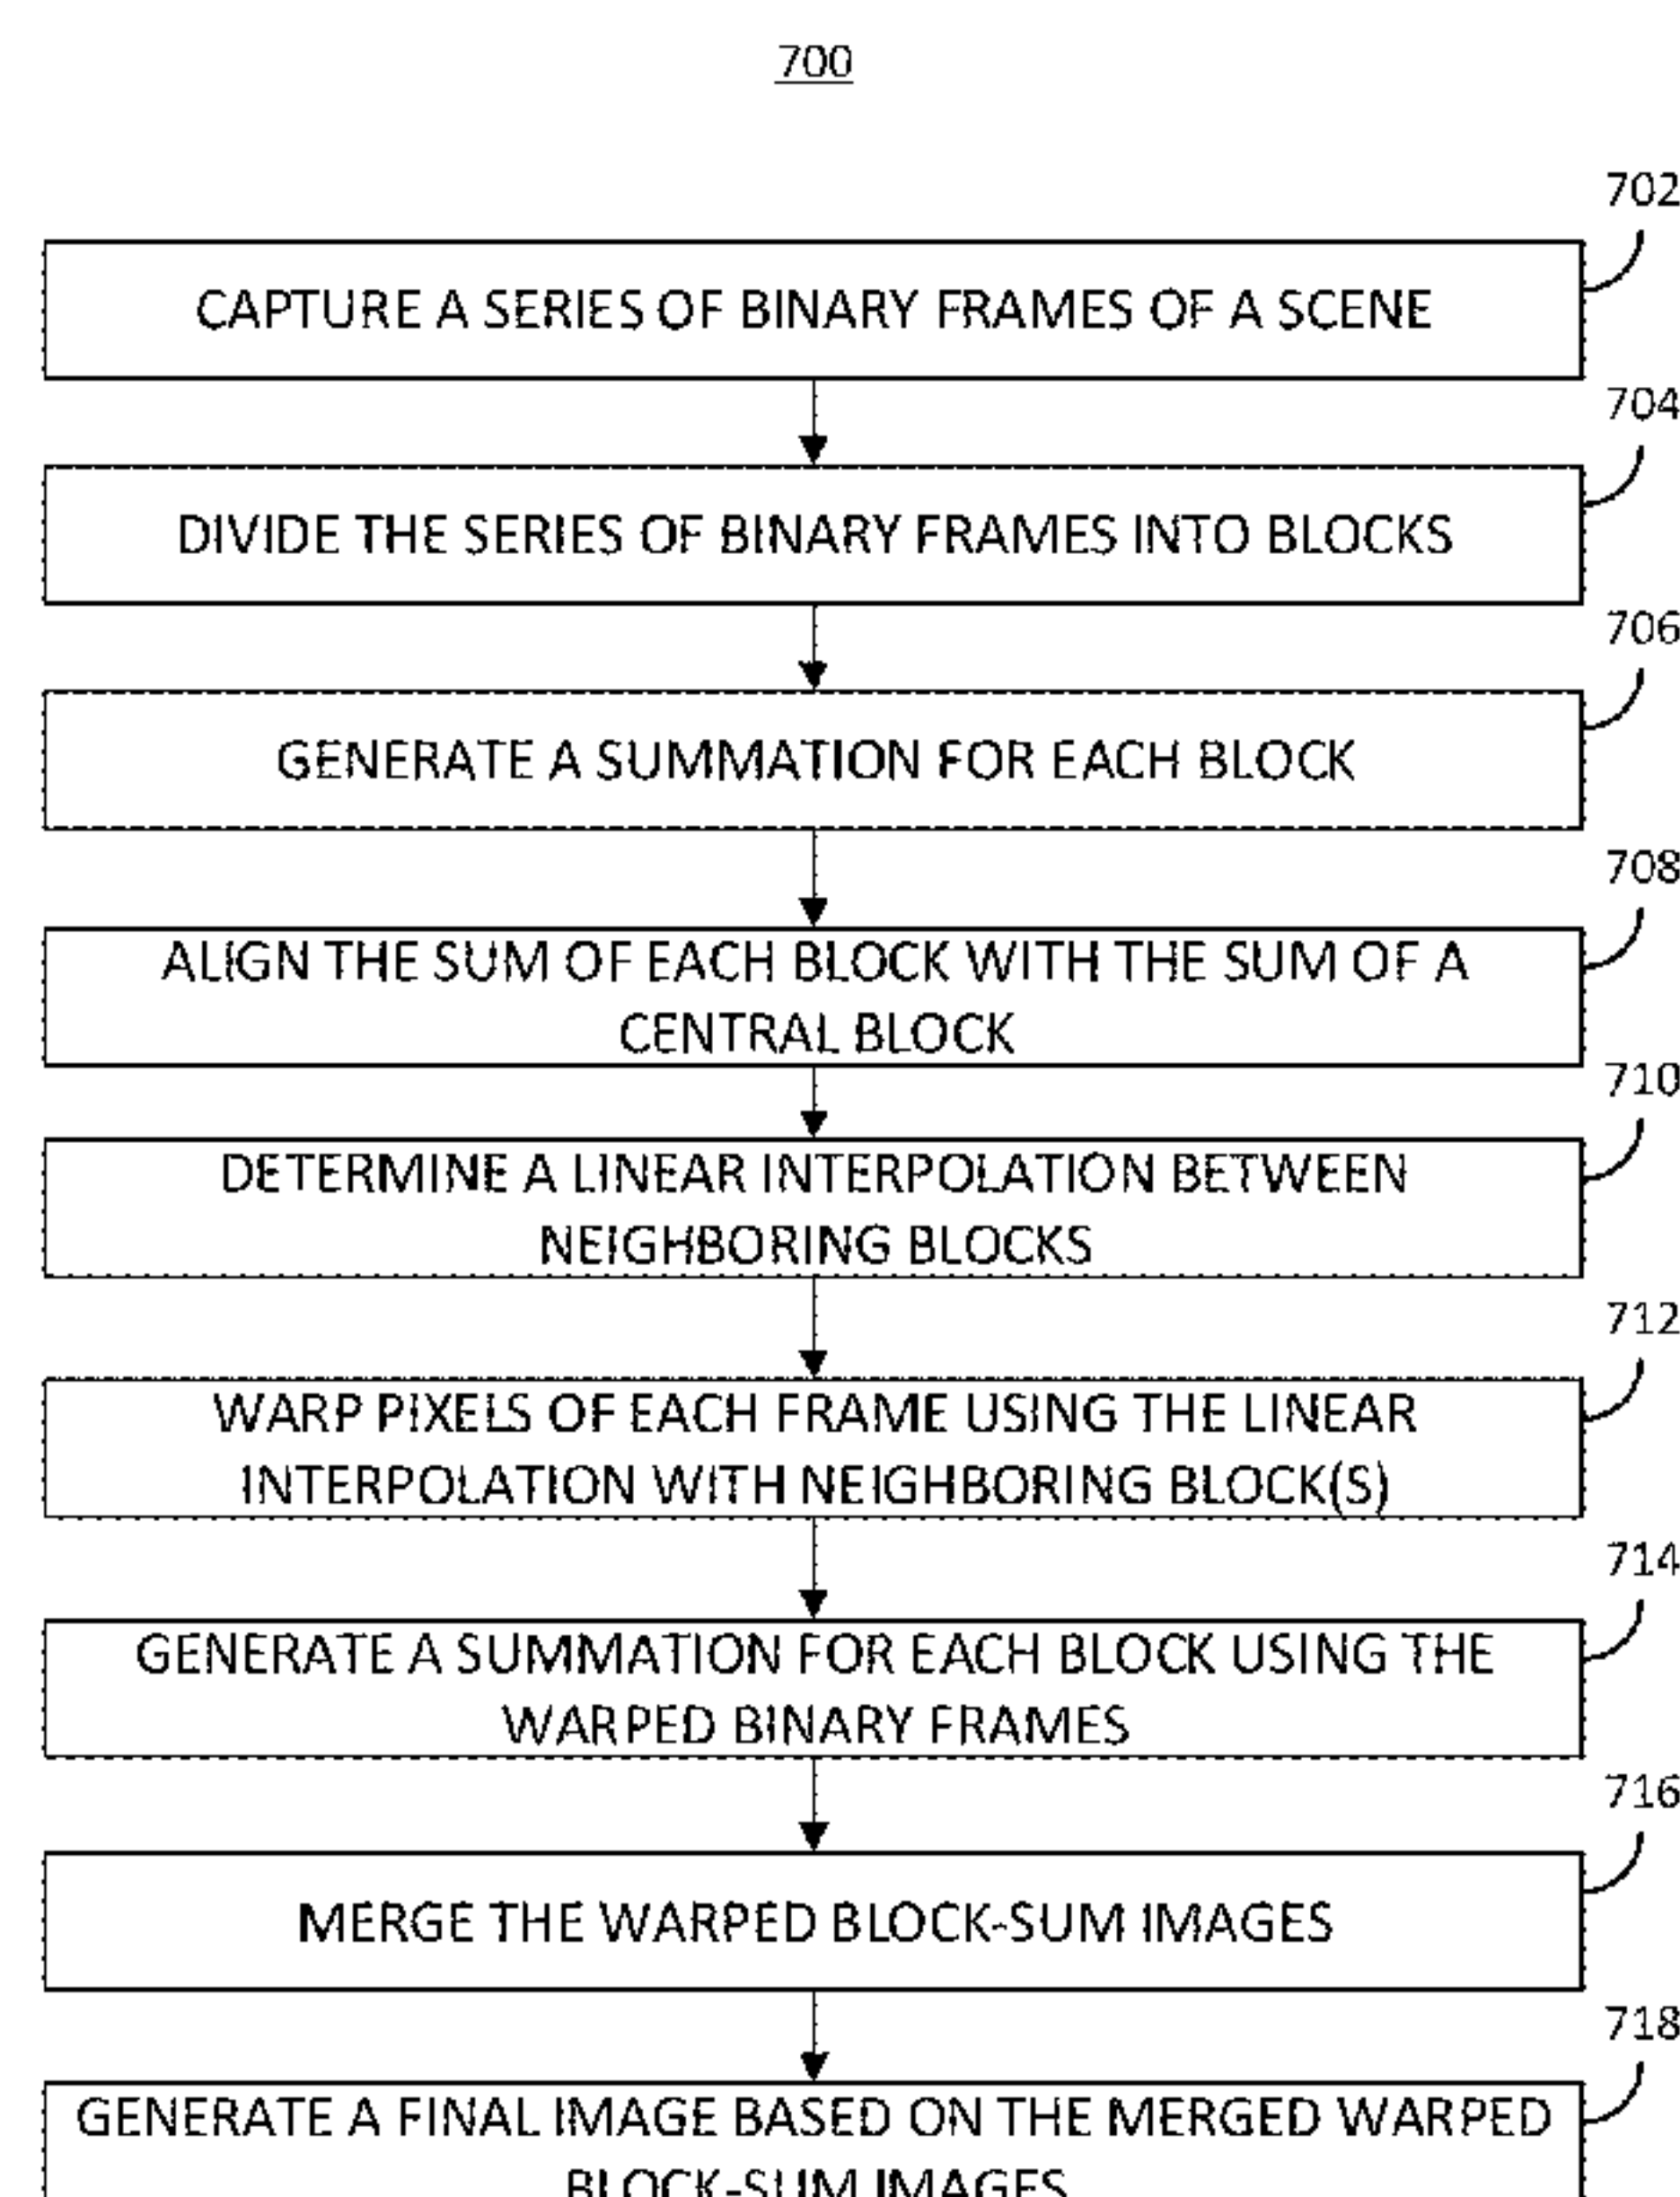 700
702
CAPTURE A SERIES OF BINARY FRAMES OF A SCENE
704
DIVIDE THE SERIES OF BINARY FRAMES INTO BLOCKS
706
GENERATE A SUMMATION FOR EACH BLOCK
708
ALIGN THE SUM OF EACH BLOCK WITH THE SUM OF A
CENTRAL BLOCK
710
DETERMINE A LINEAR INTERPOLATION BETWEEN
NEIGHBORING BLOCKS
712
WARP PIXELS OF EACH FRAME USING THE LINEAR
INTERPOLATION WITH NEIGHBORING BLOCK(S)
714
GENERATE A SUMMATION FOR EACH BLOCK USING THE
WARPED BINARY FRAMES
716
MERGE THE WARPED BLOCK-SUM IMAGES
718
GENERATE A FINAL IMAGE BASED ON THE MERGED WARPED
BLOCK-SUM IMAGES